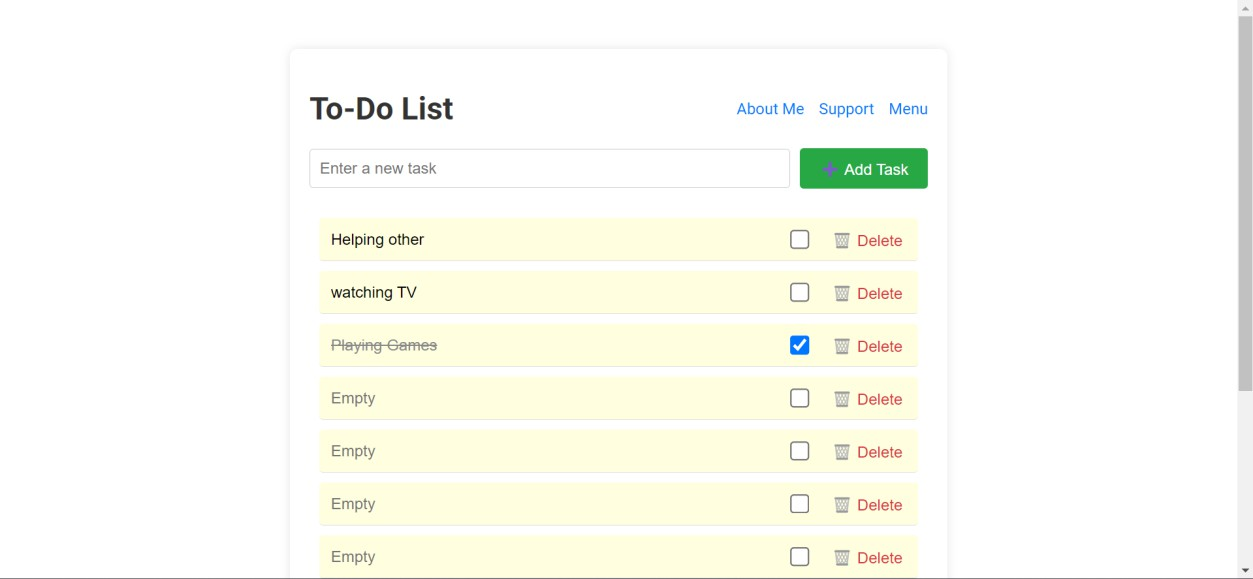 To-Do List About Me Support Menu
Enter a new task ➕ Add Task
Helping other Delete
watching TV Delete
Playing Games Delete
Empty Delete
Empty Delete
Empty Delete
Empty Delete